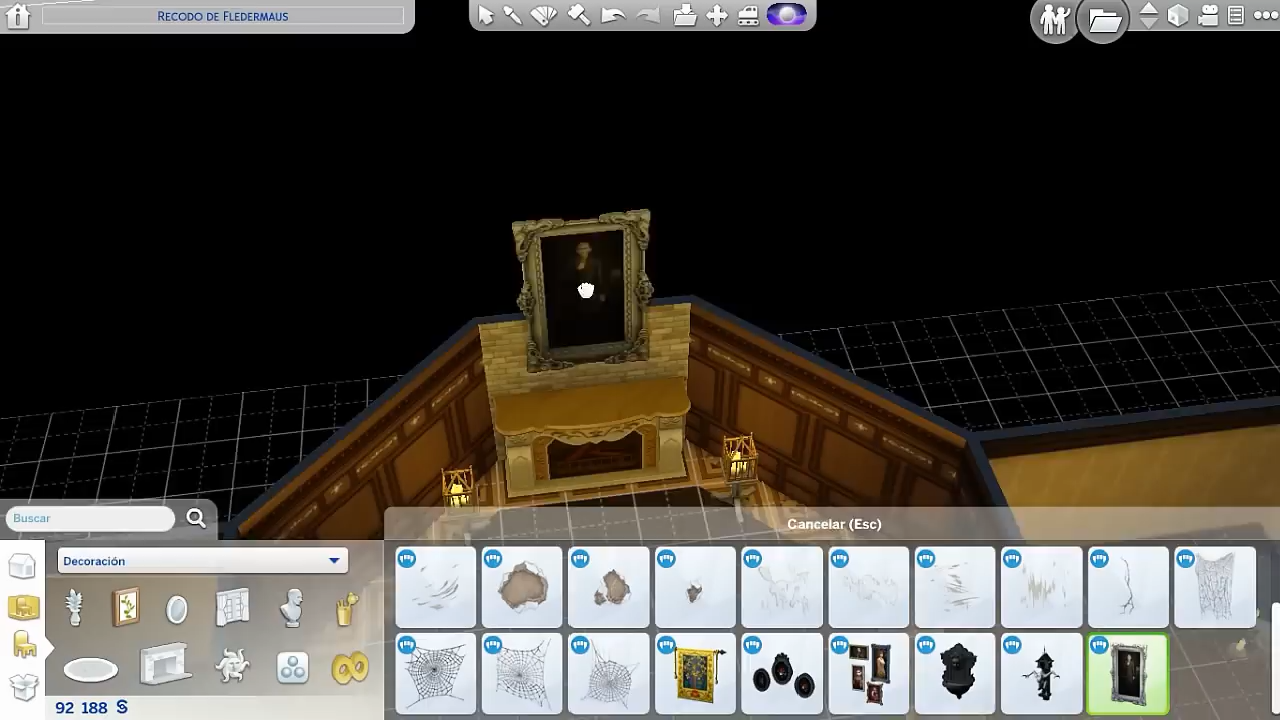 RECODO DE FLEDERMAUS
Buscar
Cancelar (Esc)
Decoración
92 188 S